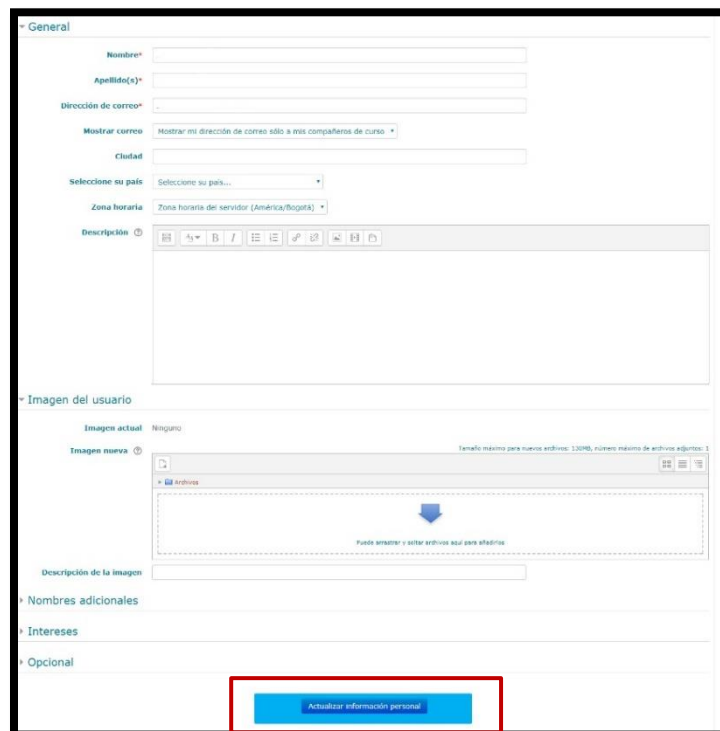 General
Nombre*
Apellido(s)*
Dirección de correo*
Mostrar correo Mostrar mi dirección de correo sólo a mis compañeros de curso
Ciudad
Seleccione su país Seleccione su país...
Zona horaria Zona horaria del servidor (América/Bogotá)
Descripción
B I
Imagen del usuario
Imagen actual Ninguno
Tamaño máximo para nuevos archivos: 130MB, número máximo de archivos adjuntos: 1
Imagen nueva
Archivos
Puede arrastrar y soltar archivos aquí para añadirlos
Descripción de la imagen
Nombres adicionales
Intereses
Opcional
Actualizar información personal